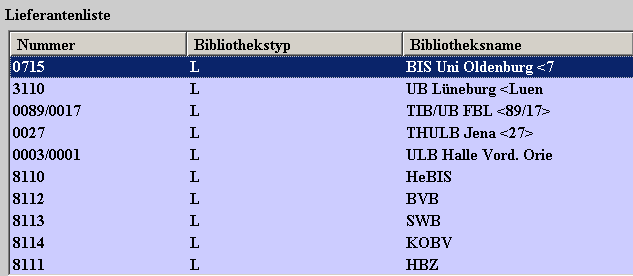 Lieferantenliste
Nummer Bibliothekstyp Bibliotheksname
0715 L BIS Uni Oldenburg <7
3110 L UB Lüneburg <Luen
0089/0017 L TIB/UB FBL <89/17>
0027 L THULB Jena <27>
0003/0001 L ULB Halle Vord. Orie
8110 L HeBIS
8112 L BVB
8113 L SWB
8114 L KOBV
8111 L HBZ